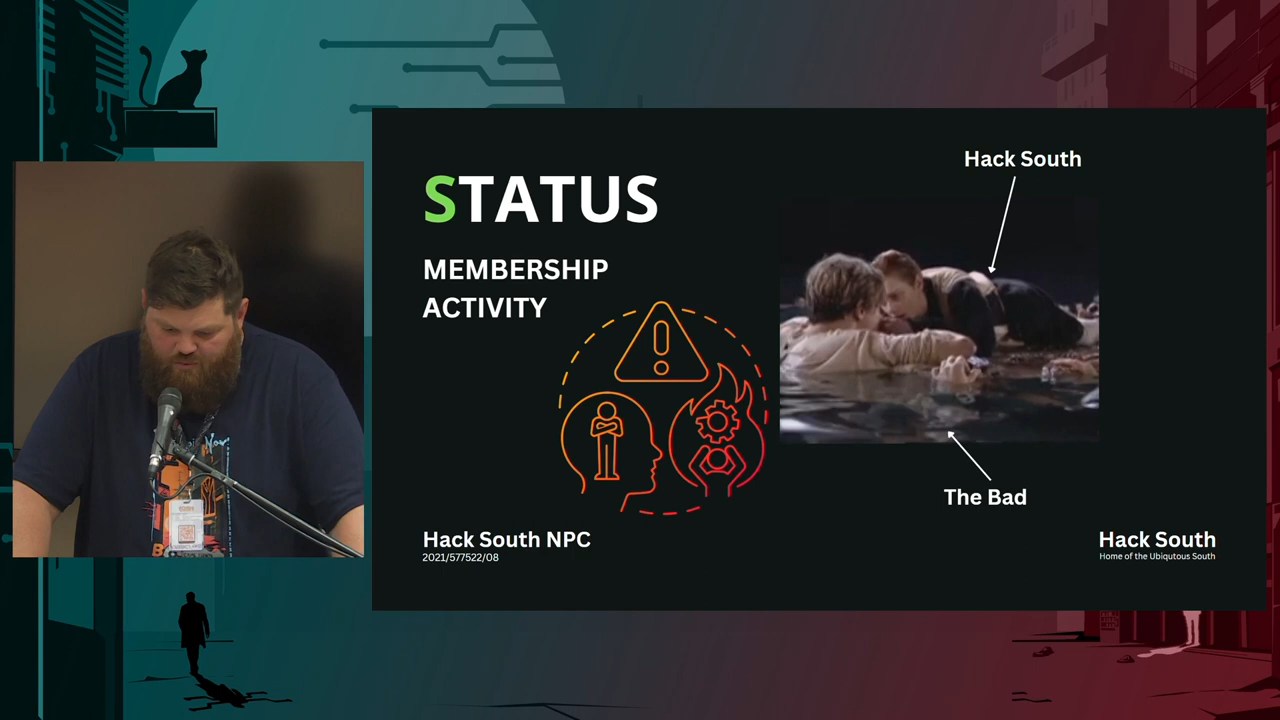 STATUS
MEMBERSHIP
ACTIVITY
Hack South
The Bad
Hack South NPC
2021/577522/08
Hack South
Home of the Ubiqutous South